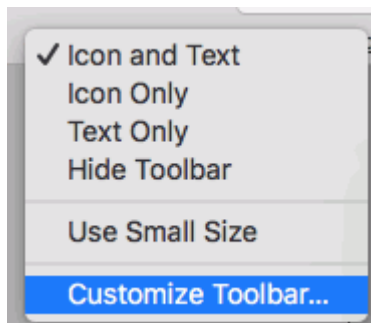 ✓ Icon and Text
Icon Only
Text Only
Hide Toolbar
Use Small Size
Customize Toolbar...